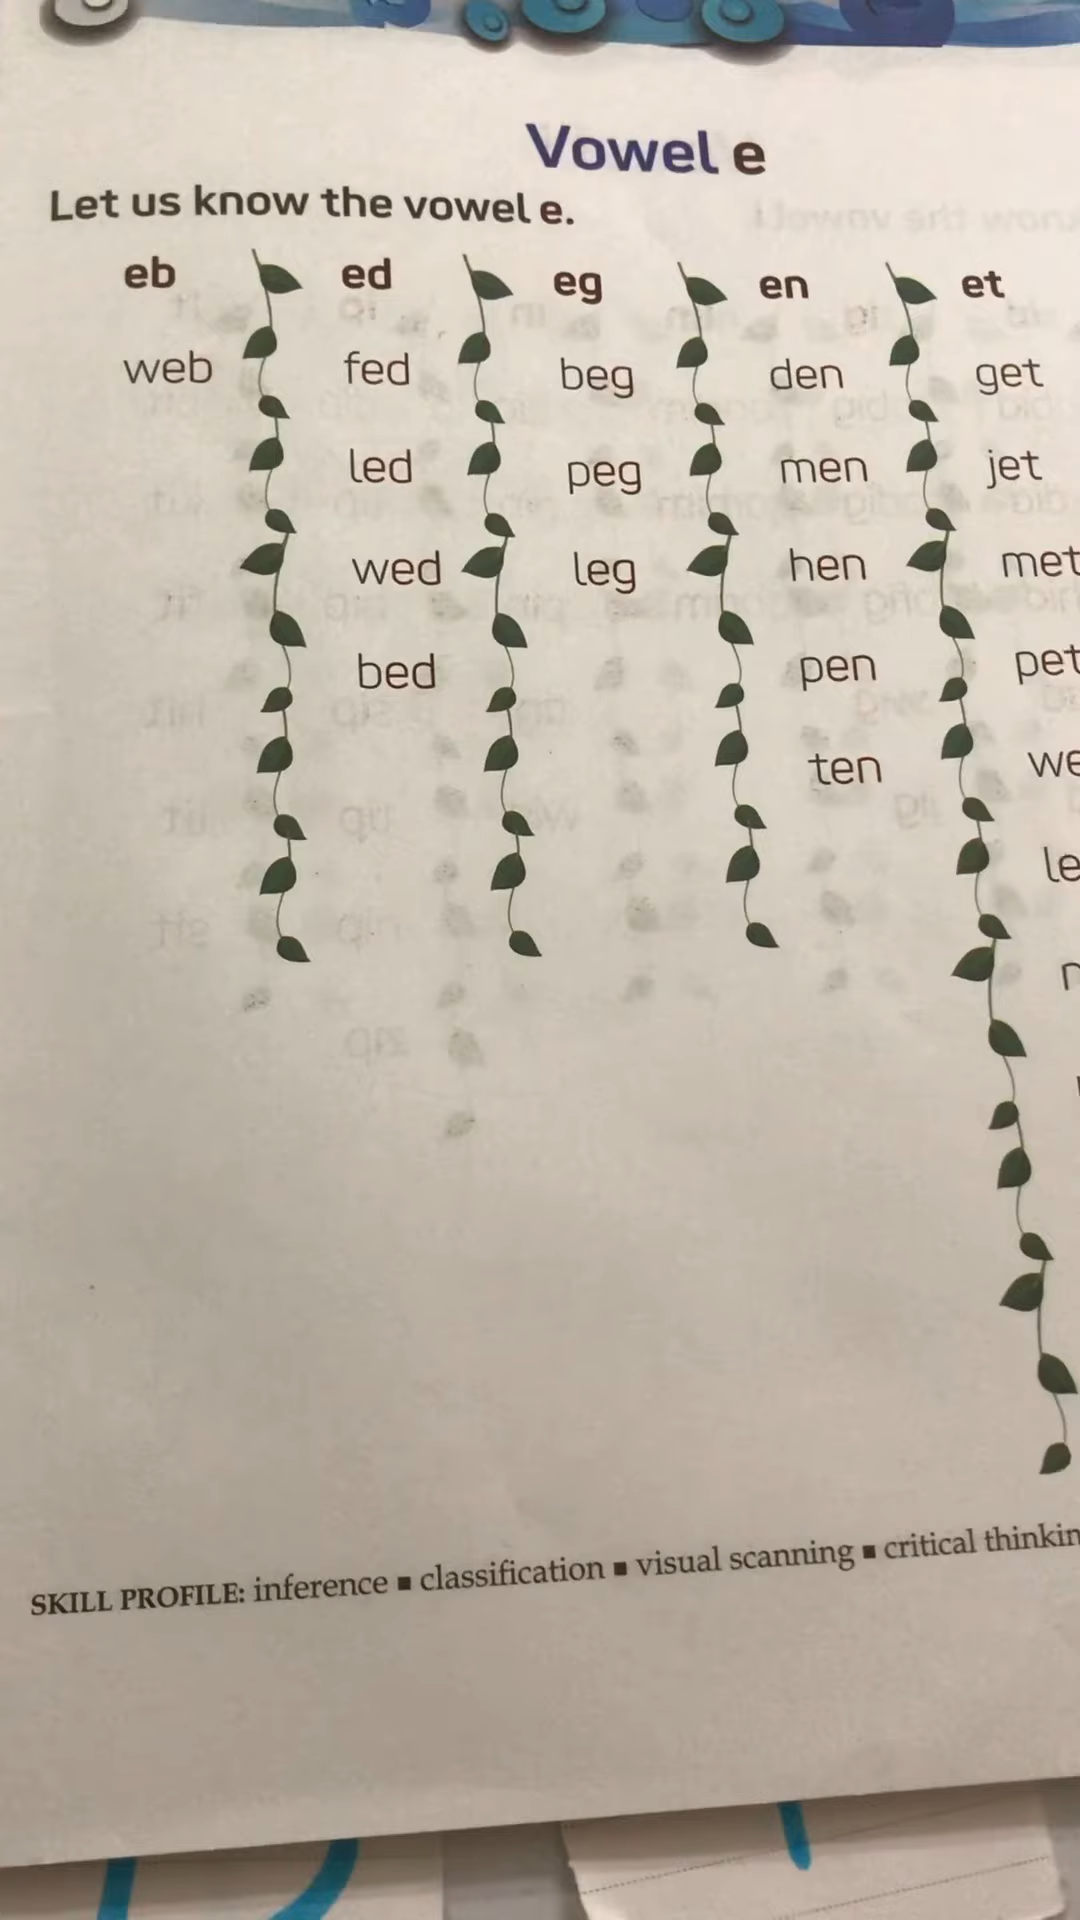 Vowel e
Let us know the vowel e.
eb ed eg en et
web fed beg den get
led peg men jet
wed leg hen met
bed pen pet
ten
SKILL PROFILE: inference ▪ classification ▪ visual scanning ▪ critical